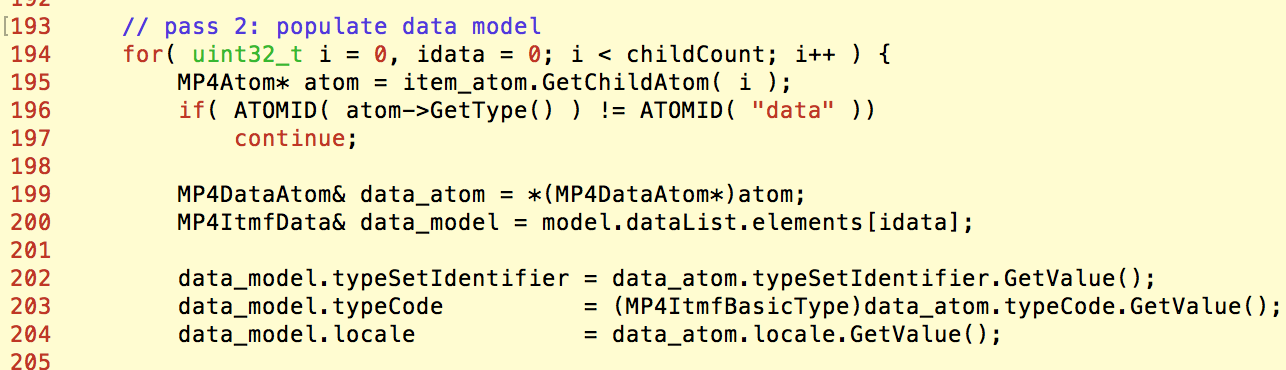 192
193 // pass 2: populate data model
194 for( uint32_t i = 0, idata = 0; i < childCount; i++ ) {
195 MP4Atom* atom = item_atom.GetChildAtom( i );
196 if( ATOMID( atom->GetType() ) != ATOMID( "data" ))
197 continue;
198
199 MP4DataAtom& data_atom = *(MP4DataAtom*)atom;
200 MP4ItmfData& data_model = model.dataList.elements[idata];
201
202 data_model.typeSetIdentifier = data_atom.typeSetIdentifier.GetValue();
203 data_model.typeCode = (MP4ItmfBasicType)data_atom.typeCode.GetValue();
204 data_model.locale = data_atom.locale.GetValue();
205